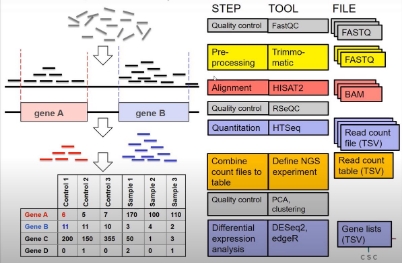 STEP TOOL FILE
Quality control FastQC FASTQ
Pre-
processing
Trimmo-
matic
FASTQ
Alignment HISAT2 BAM
Quality control RSeQC
Quantitation HTSeq Read count
file (TSV)
Combine
count files to
table
Define NGS
experiment
Read count
table (TSV)
Quality control PCA,
clustering
Differential
expression
analysis
DESeq2,
edgeR
Gene lists
(TSV)
CSC
gene A gene B
Control 1 Control 2 Control 3 Sample 1 Sample 2 Sample 3
Gene A 6 5 7 170 100 110
Gene B 11 11 10 3 4 2
Gene C 200 150 355 50 1 3
Gene D 0 1 0 2 0 1